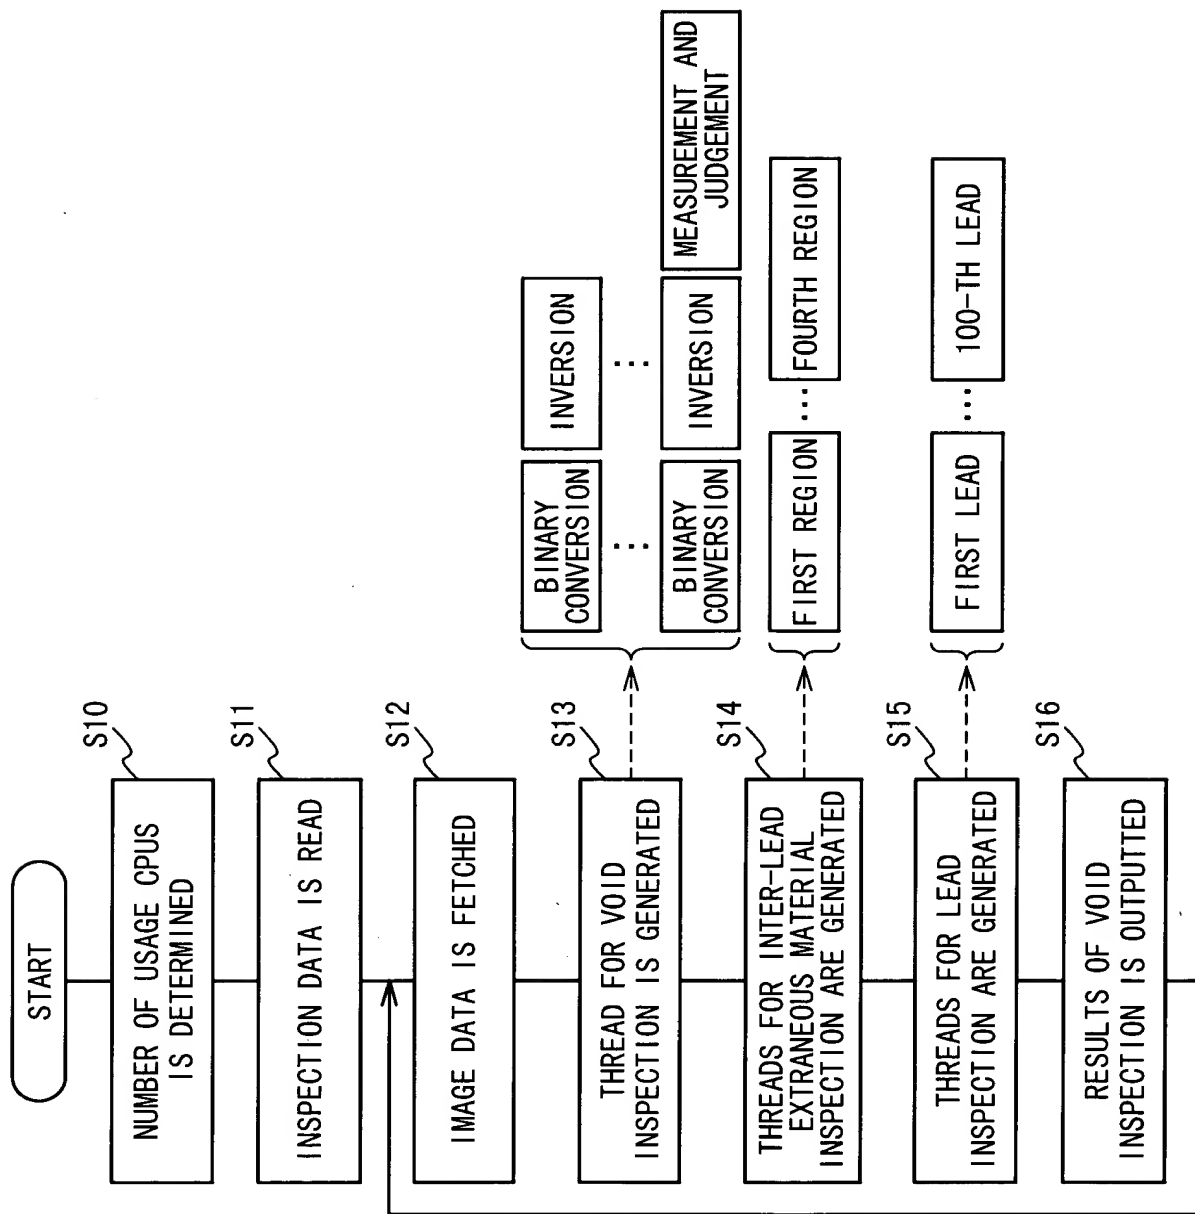 START
S10
NUMBER OF USAGE CPUS
IS DETERMINED
S11
INSPECTION DATA IS READ
S12
IMAGE DATA IS FETCHED
S13
THREAD FOR VOID
INSPECTION IS GENERATED
BINARY
CONVERSION
INVERSION
...
...
BINARY
CONVERSION
INVERSION
MEASUREMENT AND
JUDGEMENT
S14
THREADS FOR INTER-LEAD
EXTRANEOUS MATERIAL
INSPECTION ARE GENERATED
FIRST REGION ... FOURTH REGION
S15
THREADS FOR LEAD
INSPECTION ARE GENERATED
FIRST LEAD ... 100-TH LEAD
S16
RESULTS OF VOID
INSPECTION IS OUTPUTTED